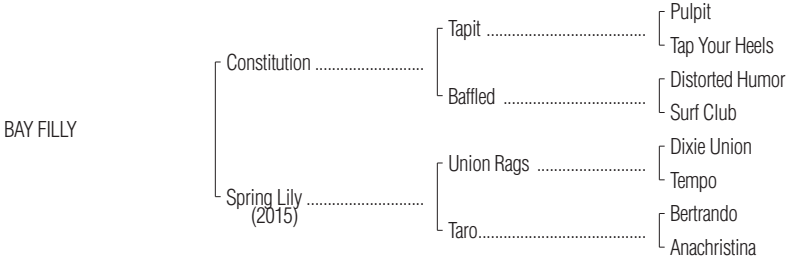 Pulpit
Tapit ......................................
Tap Your Heels
Constitution ..........................
Distorted Humor
Baffled ..................................
Surf Club
BAY FILLY
Dixie Union
Union Rags ..........................
Tempo
Spring Lily ............................
(2015)
Bertrando
Taro........................................
Anachristina